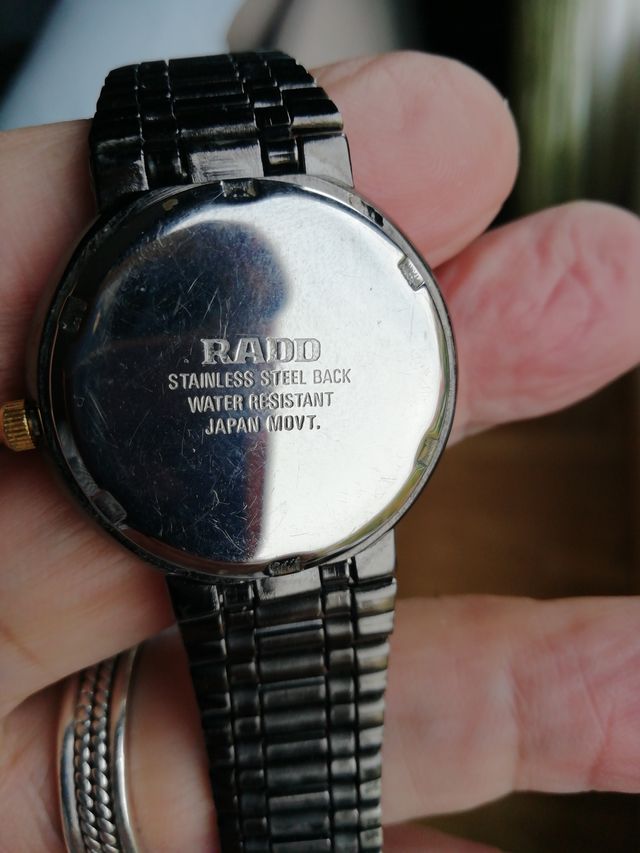 RADO
STAINLESS STEEL BACK
WATER RESISTANT
JAPAN MOVT.